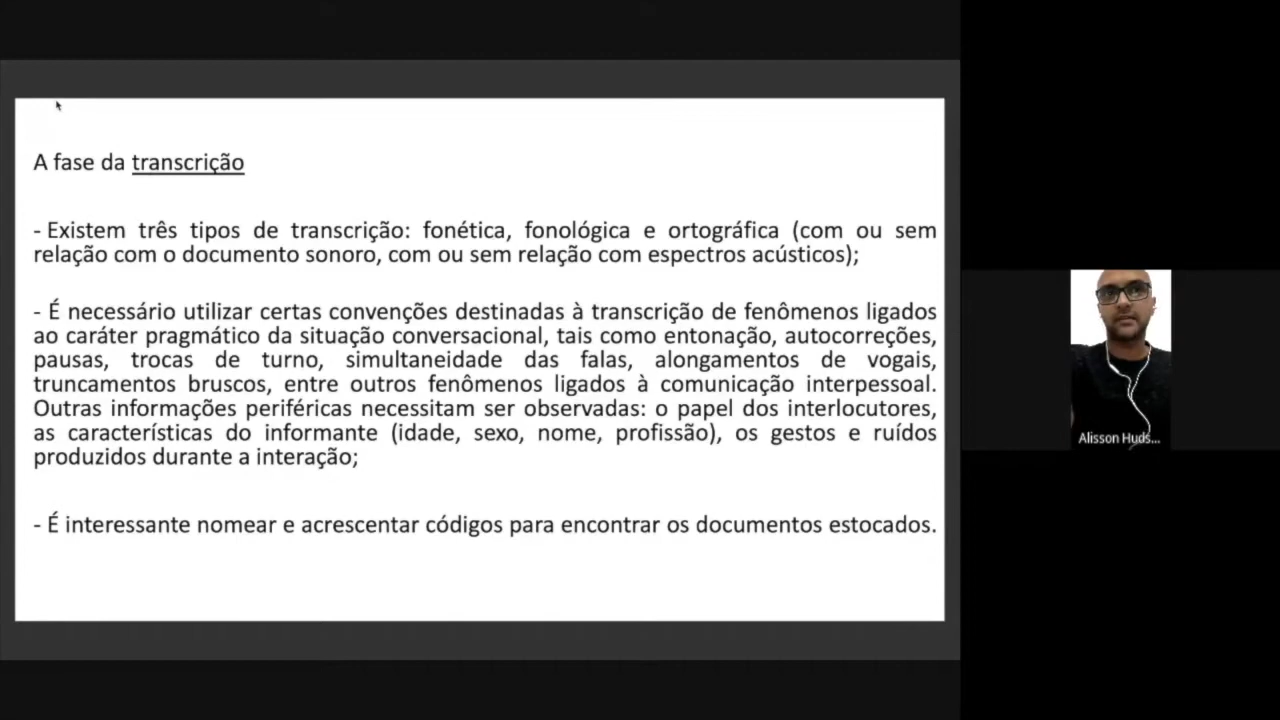 A fase da transcrição
- Existem três tipos de transcrição: fonética, fonológica e ortográfica (com ou sem
relação com o documento sonoro, com ou sem relação com espectros acústicos);
- É necessário utilizar certas convenções destinadas à transcrição de fenômenos ligados
ao caráter pragmático da situação conversacional, tais como entonação, autocorreções,
pausas, trocas de turno, simultaneidade das falas, alongamentos de vogais,
truncamentos bruscos, entre outros fenômenos ligados à comunicação interpessoal.
Outras informações periféricas necessitam ser observadas: o papel dos interlocutores,
as características do informante (idade, sexo, nome, profissão), os gestos e ruídos
produzidos durante a interação;
- É interessante nomear e acrescentar códigos para encontrar os documentos estocados.
Alisson Huds...